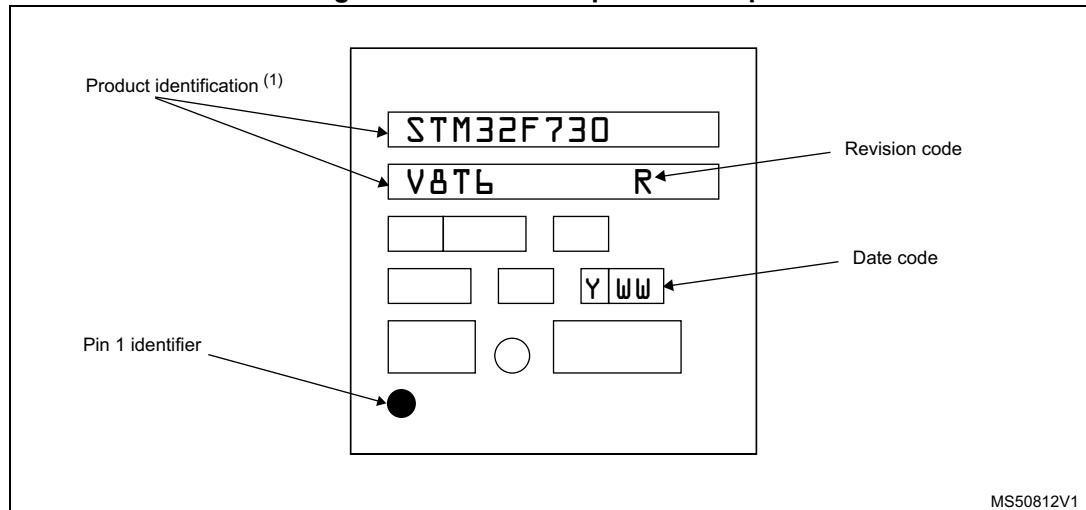 Product identification (1)
STM32F730
Revision code
V8T6 R
Date code
Y WW
Pin 1 identifier
MS50812V1